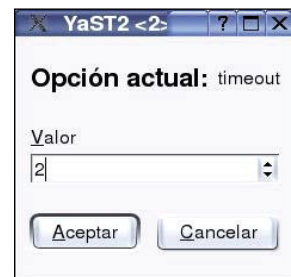 YaST2 <2>
Opción actual: timeout
Valor
2
Aceptar
Cancelar